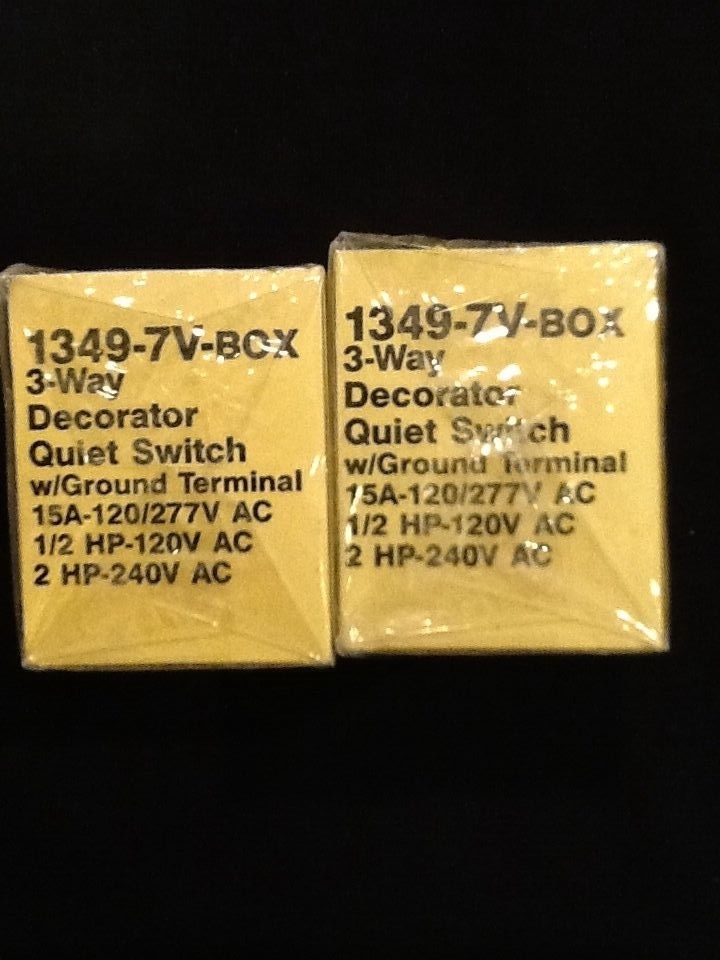 1349-7V-BOX
3-Way
Decorator
Quiet Switch
w/Ground Terminal
15A-120/277V AC
1/2 HP-120V AC
2 HP-240V AC
1349-7V-BOX
3-Way
Decorator
Quiet Switch
w/Ground Terminal
15A-120/277V AC
1/2 HP-120V AC
2 HP-240V AC